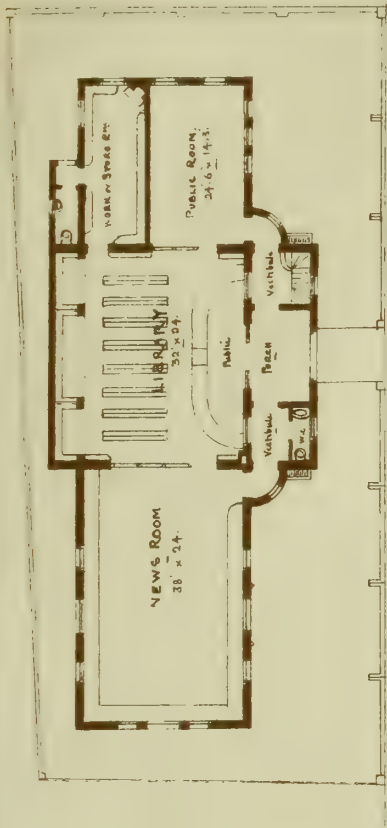 WORK OR STORE RM
PUBLIC ROOM.
24.6 x 14.3.
LIBRARY
32' x 24.
Public
Vestibule
PORCH
Vestibule
W.C
NEWS ROOM
38' x 24.